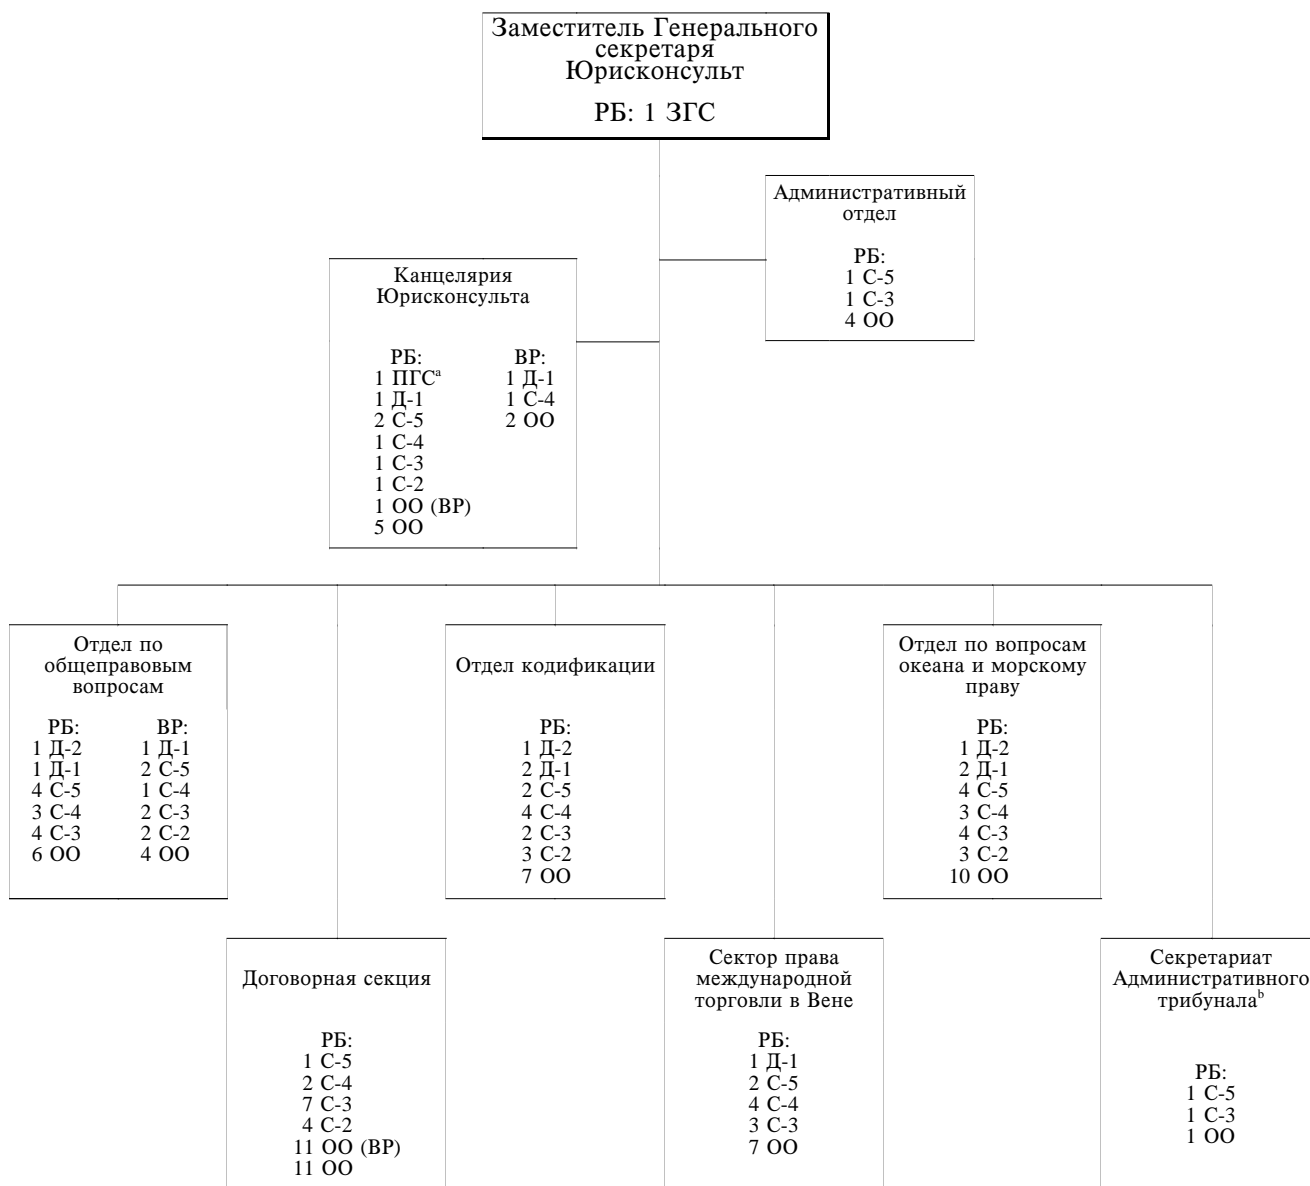 Заместитель Генерального
секретаря
Юрисконсульт
РБ: 1 ЗГС
Административный
отдел
РБ:
1 С-5
1 С-3
4 ОО
Канцелярия
Юрисконсульта
РБ:
1 ПГСᵃ
1 Д-1
2 С-5
1 С-4
1 С-3
1 С-2
1 ОО (ВР)
5 ОО
ВР:
1 Д-1
1 С-4
2 ОО
Отдел по
общеправовым
вопросам
РБ:
1 Д-2
1 Д-1
4 С-5
3 С-4
4 С-3
6 ОО
ВР:
1 Д-1
2 С-5
1 С-4
2 С-3
2 С-2
4 ОО
Отдел кодификации
РБ:
1 Д-2
2 Д-1
2 С-5
4 С-4
2 С-3
3 С-2
7 ОО
Отдел по вопросам
океана и морскому
праву
РБ:
1 Д-2
2 Д-1
4 С-5
3 С-4
4 С-3
3 С-2
10 ОО
Договорная секция
РБ:
1 С-5
2 С-4
7 С-3
4 С-2
11 ОО (ВР)
11 ОО
Сектор права
международной
торговли в Вене
РБ:
1 Д-1
2 С-5
4 С-4
3 С-3
7 ОО
Секретариат
Административного
трибуналаᵇ
РБ:
1 С-5
1 С-3
1 ОО